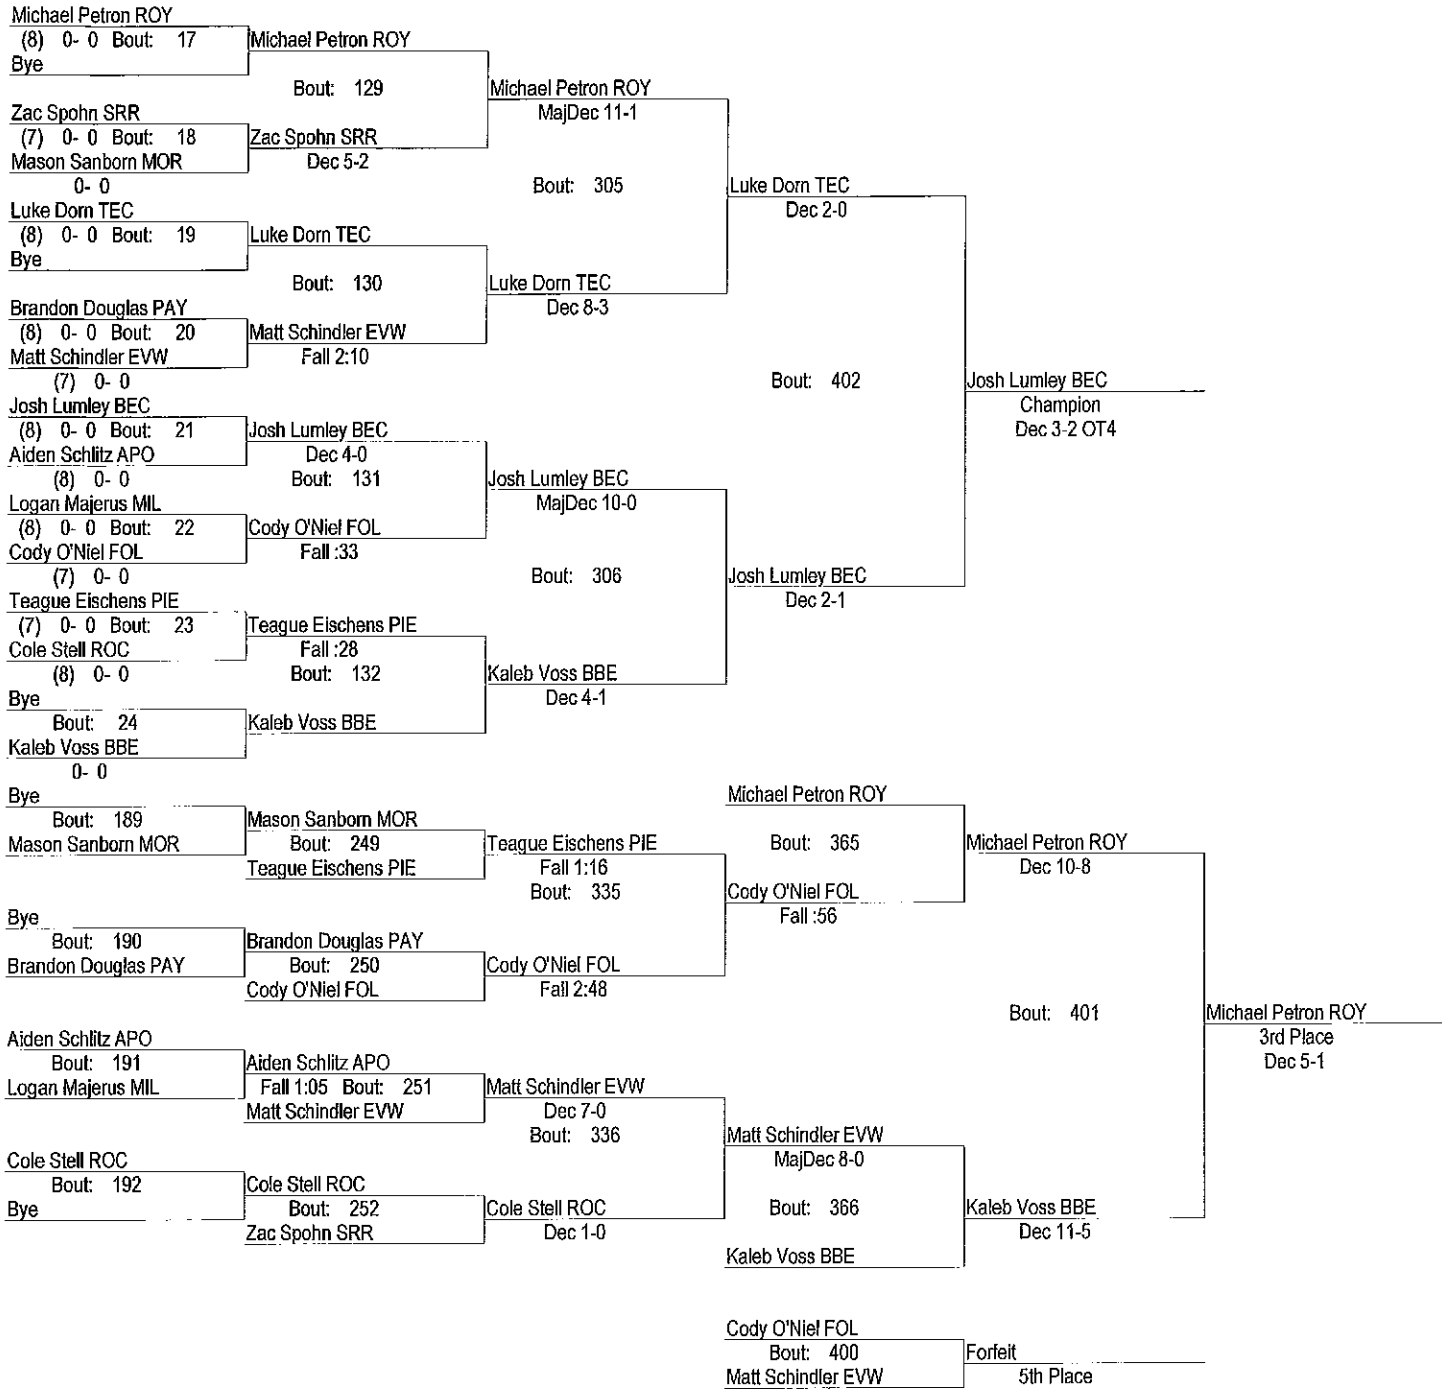 Michael Petron ROY
(8) 0- 0 Bout: 17
Bye
Michael Petron ROY
Bout: 129
Zac Spohn SRR
(7) 0- 0 Bout: 18
Mason Sanborn MOR
0- 0
Zac Spohn SRR
Dec 5-2
Michael Petron ROY
MajDec 11-1
Bout: 305
Luke Dorn TEC
(8) 0- 0 Bout: 19
Bye
Luke Dorn TEC
Bout: 130
Brandon Douglas PAY
(8) 0- 0 Bout: 20
Matt Schindler EVW
(7) 0- 0
Matt Schindler EVW
Fall 2:10
Luke Dorn TEC
Dec 8-3
Luke Dorn TEC
Dec 2-0
Bout: 402
Josh Lumley BEC
Champion
Dec 3-2 OT4
Josh Lumley BEC
(8) 0- 0 Bout: 21
Aiden Schlitz APO
(8) 0- 0
Josh Lumley BEC
Dec 4-0
Bout: 131
Logan Majerus MIL
(8) 0- 0 Bout: 22
Cody O'Niel FOL
(7) 0- 0
Cody O'Niel FOL
Fall :33
Josh Lumley BEC
MajDec 10-0
Bout: 306
Josh Lumley BEC
Dec 2-1
Teague Eischens PIE
(7) 0- 0 Bout: 23
Cole Stell ROC
(8) 0- 0
Teague Eischens PIE
Fall :28
Bout: 132
Bye
Bout: 24
Kaleb Voss BBE
0- 0
Kaleb Voss BBE
Kaleb Voss BBE
Dec 4-1
Bye
Bout: 189
Mason Sanborn MOR
Mason Sanborn MOR
Bout: 249
Teague Eischens PIE
Teague Eischens PIE
Fall 1:16
Bout: 335
Bye
Bout: 190
Brandon Douglas PAY
Brandon Douglas PAY
Bout: 250
Cody O'Niel FOL
Cody O'Niel FOL
Fall 2:48
Michael Petron ROY
Bout: 365
Cody O'Niel FOL
Fall :56
Michael Petron ROY
Dec 10-8
Bout: 401
Michael Petron ROY
3rd Place
Dec 5-1
Aiden Schlitz APO
Bout: 191
Logan Majerus MIL
Aiden Schlitz APO
Fall 1:05 Bout: 251
Matt Schindler EVW
Matt Schindler EVW
Dec 7-0
Bout: 336
Cole Stell ROC
Bout: 192
Bye
Cole Stell ROC
Bout: 252
Zac Spohn SRR
Cole Stell ROC
Dec 1-0
Matt Schindler EVW
MajDec 8-0
Bout: 366
Kaleb Voss BBE
Kaleb Voss BBE
Dec 11-5
Cody O'Niel FOL
Bout: 400
Matt Schindler EVW
Forfeit
5th Place